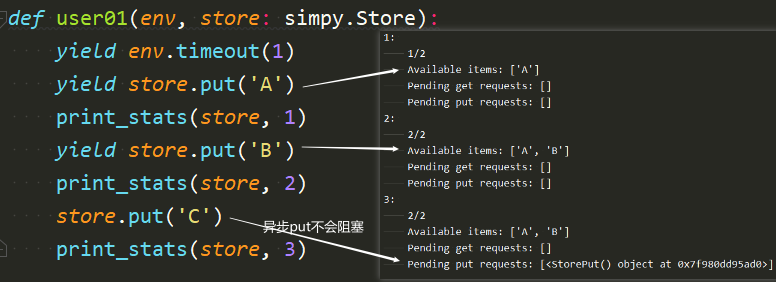 def user01(env, store: simpy.Store):
    yield env.timeout(1)
    yield store.put('A')
    print_stats(store, 1)
    yield store.put('B')
    print_stats(store, 2)
    store.put('C')
    print_stats(store, 3)
异步put不会阻塞
1:
    1/2
    Available items: ['A']
    Pending get requests: []
    Pending put requests: []
2:
    2/2
    Available items: ['A', 'B']
    Pending get requests: []
    Pending put requests: []
3:
    2/2
    Available items: ['A', 'B']
    Pending get requests: []
    Pending put requests: [<StorePut() object at 0x7f980dd95ad0>]